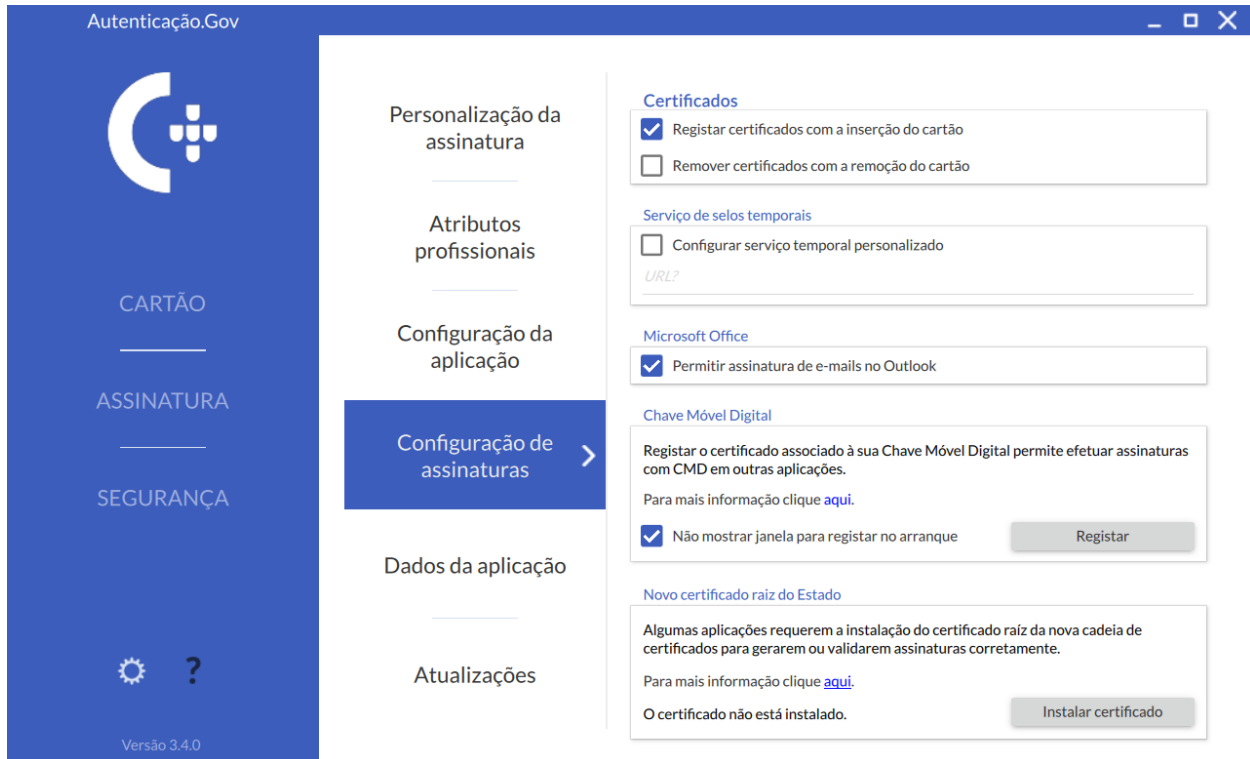 Autenticação.Gov
CARTÃO
ASSINATURA
SEGURANÇA
?
Versão 3.4.0
Personalização da
assinatura
Atributos
profissionais
Configuração da
aplicação
Configuração de
assinaturas
Dados da aplicação
Atualizações
Certificados
Registar certificados com a inserção do cartão
Remover certificados com a remoção do cartão
Serviço de selos temporais
Configurar serviço temporal personalizado
URL?
Microsoft Office
Permitir assinatura de e-mails no Outlook
Chave Móvel Digital
Registar o certificado associado à sua Chave Móvel Digital permite efetuar assinaturas
com CMD em outras aplicações.
Para mais informação clique aqui.
Não mostrar janela para registar no arranque
Registar
Novo certificado raiz do Estado
Algumas aplicações requerem a instalação do certificado raíz da nova cadeia de
certificados para gerarem ou validarem assinaturas corretamente.
Para mais informação clique aqui.
O certificado não está instalado.
Instalar certificado